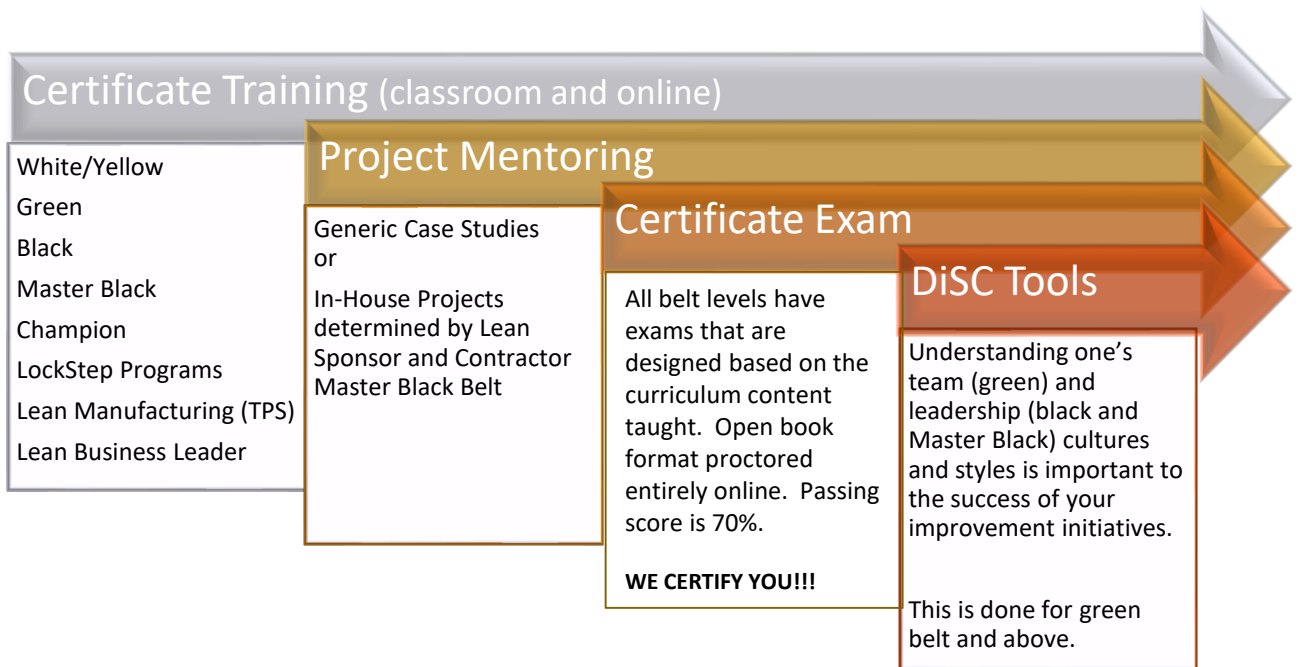 Certificate Training (classroom and online)
White/Yellow
Green
Black
Master Black
Champion
LockStep Programs
Lean Manufacturing (TPS)
Lean Business Leader
Project Mentoring
Generic Case Studies
or
In-House Projects
determined by Lean
Sponsor and Contractor
Master Black Belt
Certificate Exam
All belt levels have
exams that are
designed based on the
curriculum content
taught.  Open book
format proctored
entirely online.  Passing
score is 70%.
WE CERTIFY YOU!!!
DiSC Tools
Understanding one’s
team (green) and
leadership (black and
Master Black) cultures
and styles is important to
the success of your
improvement initiatives.
This is done for green
belt and above.